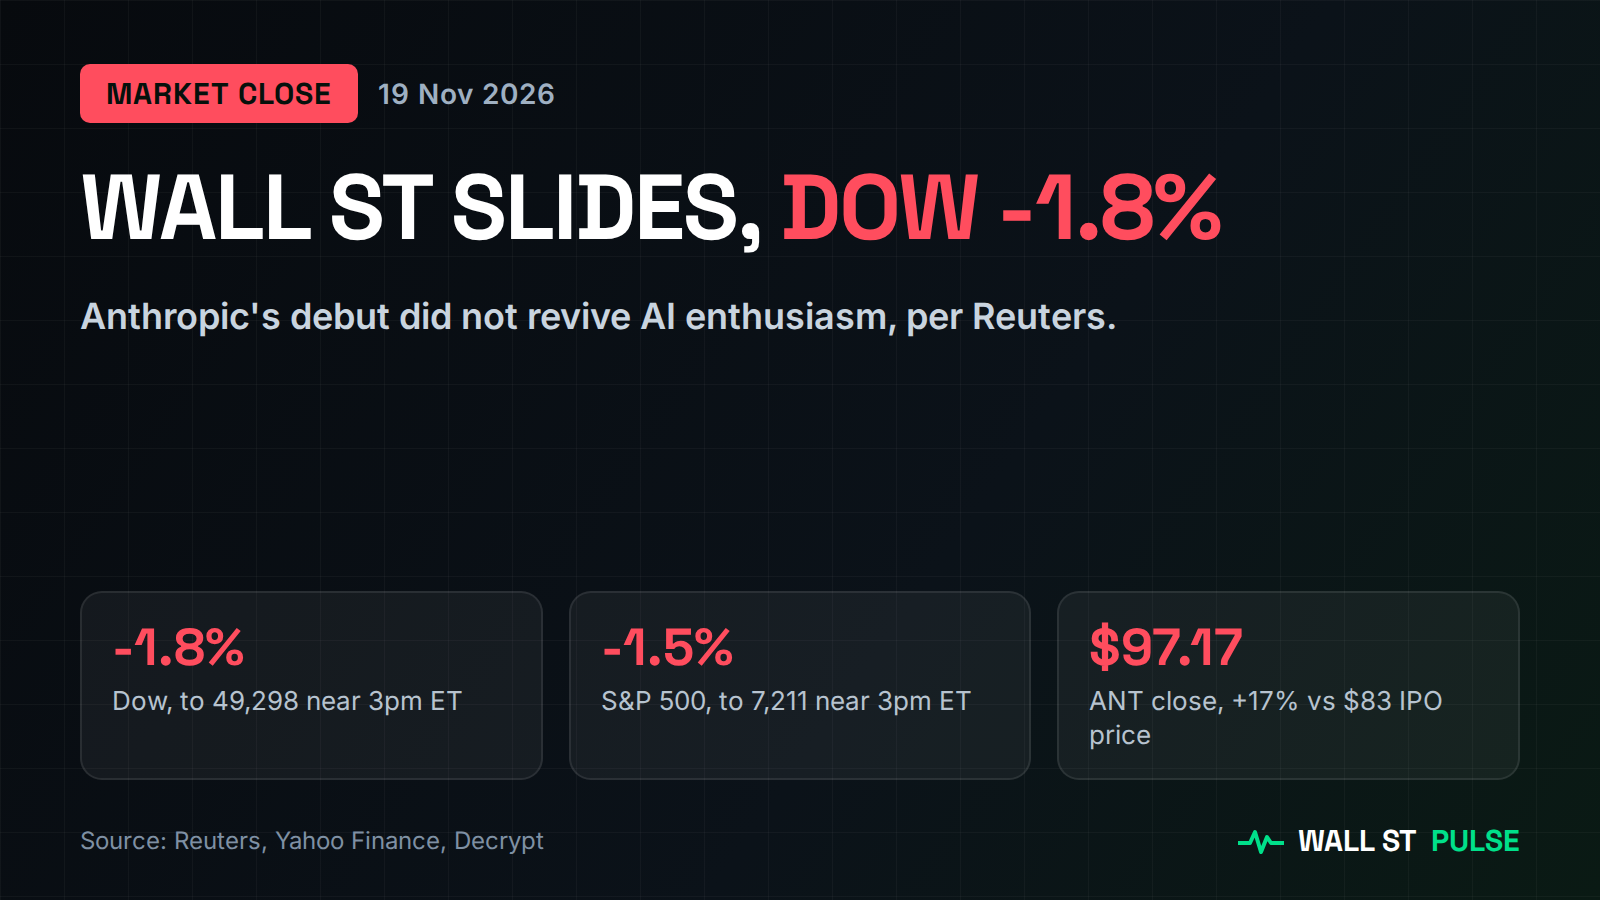 MARKET CLOSE 19 Nov 2026
WALL ST SLIDES, DOW -1.8%
Anthropic's debut did not revive AI enthusiasm, per Reuters.
-1.8%
Dow, to 49,298 near 3pm ET
-1.5%
S&P 500, to 7,211 near 3pm ET
$97.17
ANT close, +17% vs $83 IPO
price
Source: Reuters, Yahoo Finance, Decrypt
WALL ST PULSE